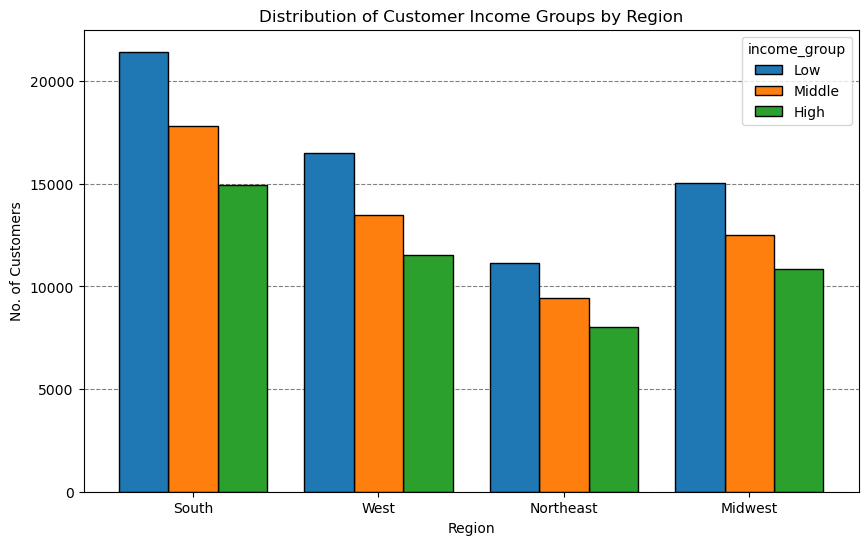 Distribution of Customer Income Groups by Region
income_group
Low
Middle
High
20000
15000
10000
5000
0
No. of Customers
South West Northeast Midwest
Region